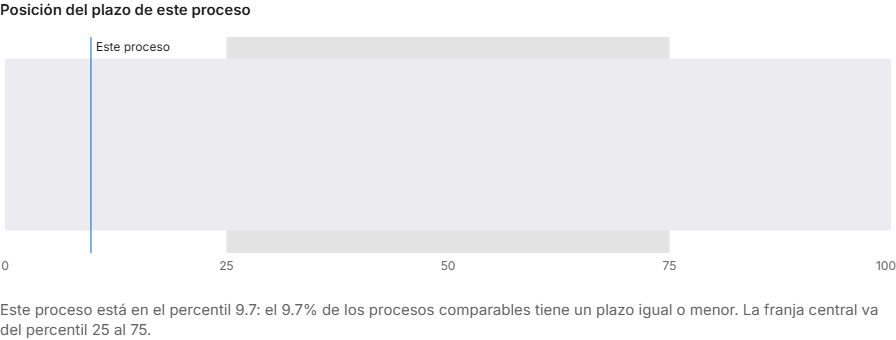 Posición del plazo de este proceso
Este proceso
0 25 50 75 100
Este proceso está en el percentil 9.7: el 9.7% de los procesos comparables tiene un plazo igual o menor. La franja central va
del percentil 25 al 75.